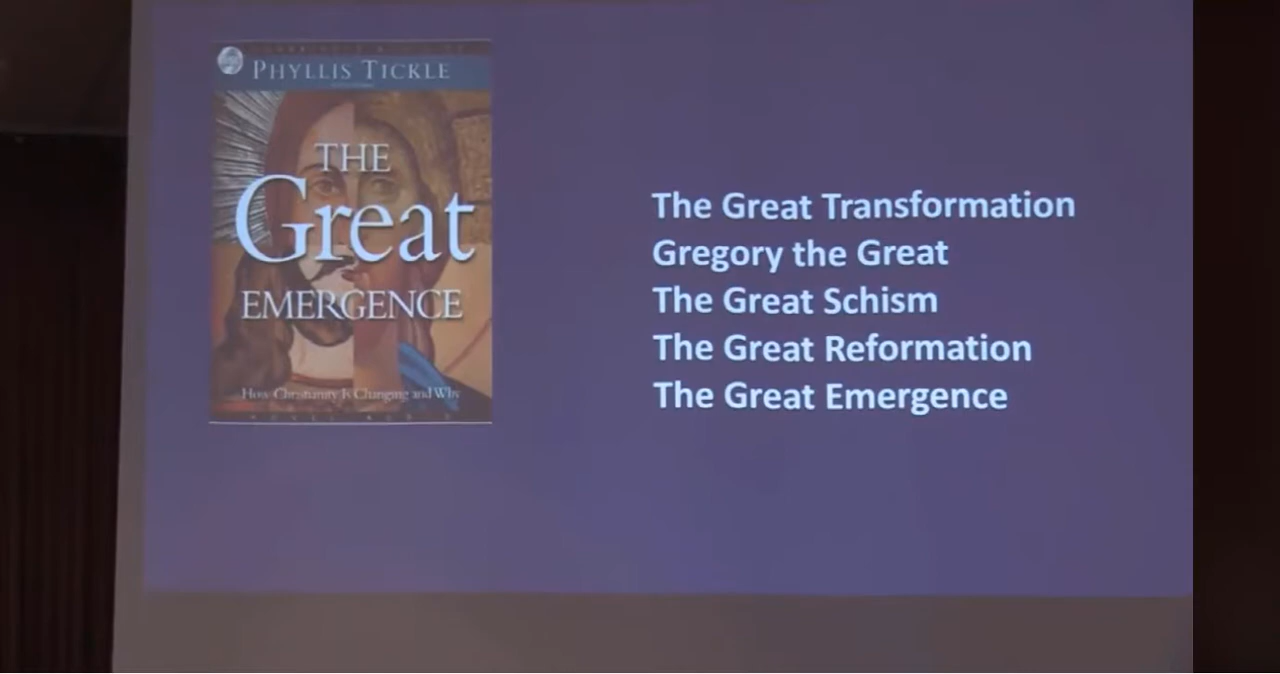 PHYLLIS TICKLE
THE
Great
EMERGENCE
How Christianity Is Changing and Why
The Great Transformation
Gregory the Great
The Great Schism
The Great Reformation
The Great Emergence